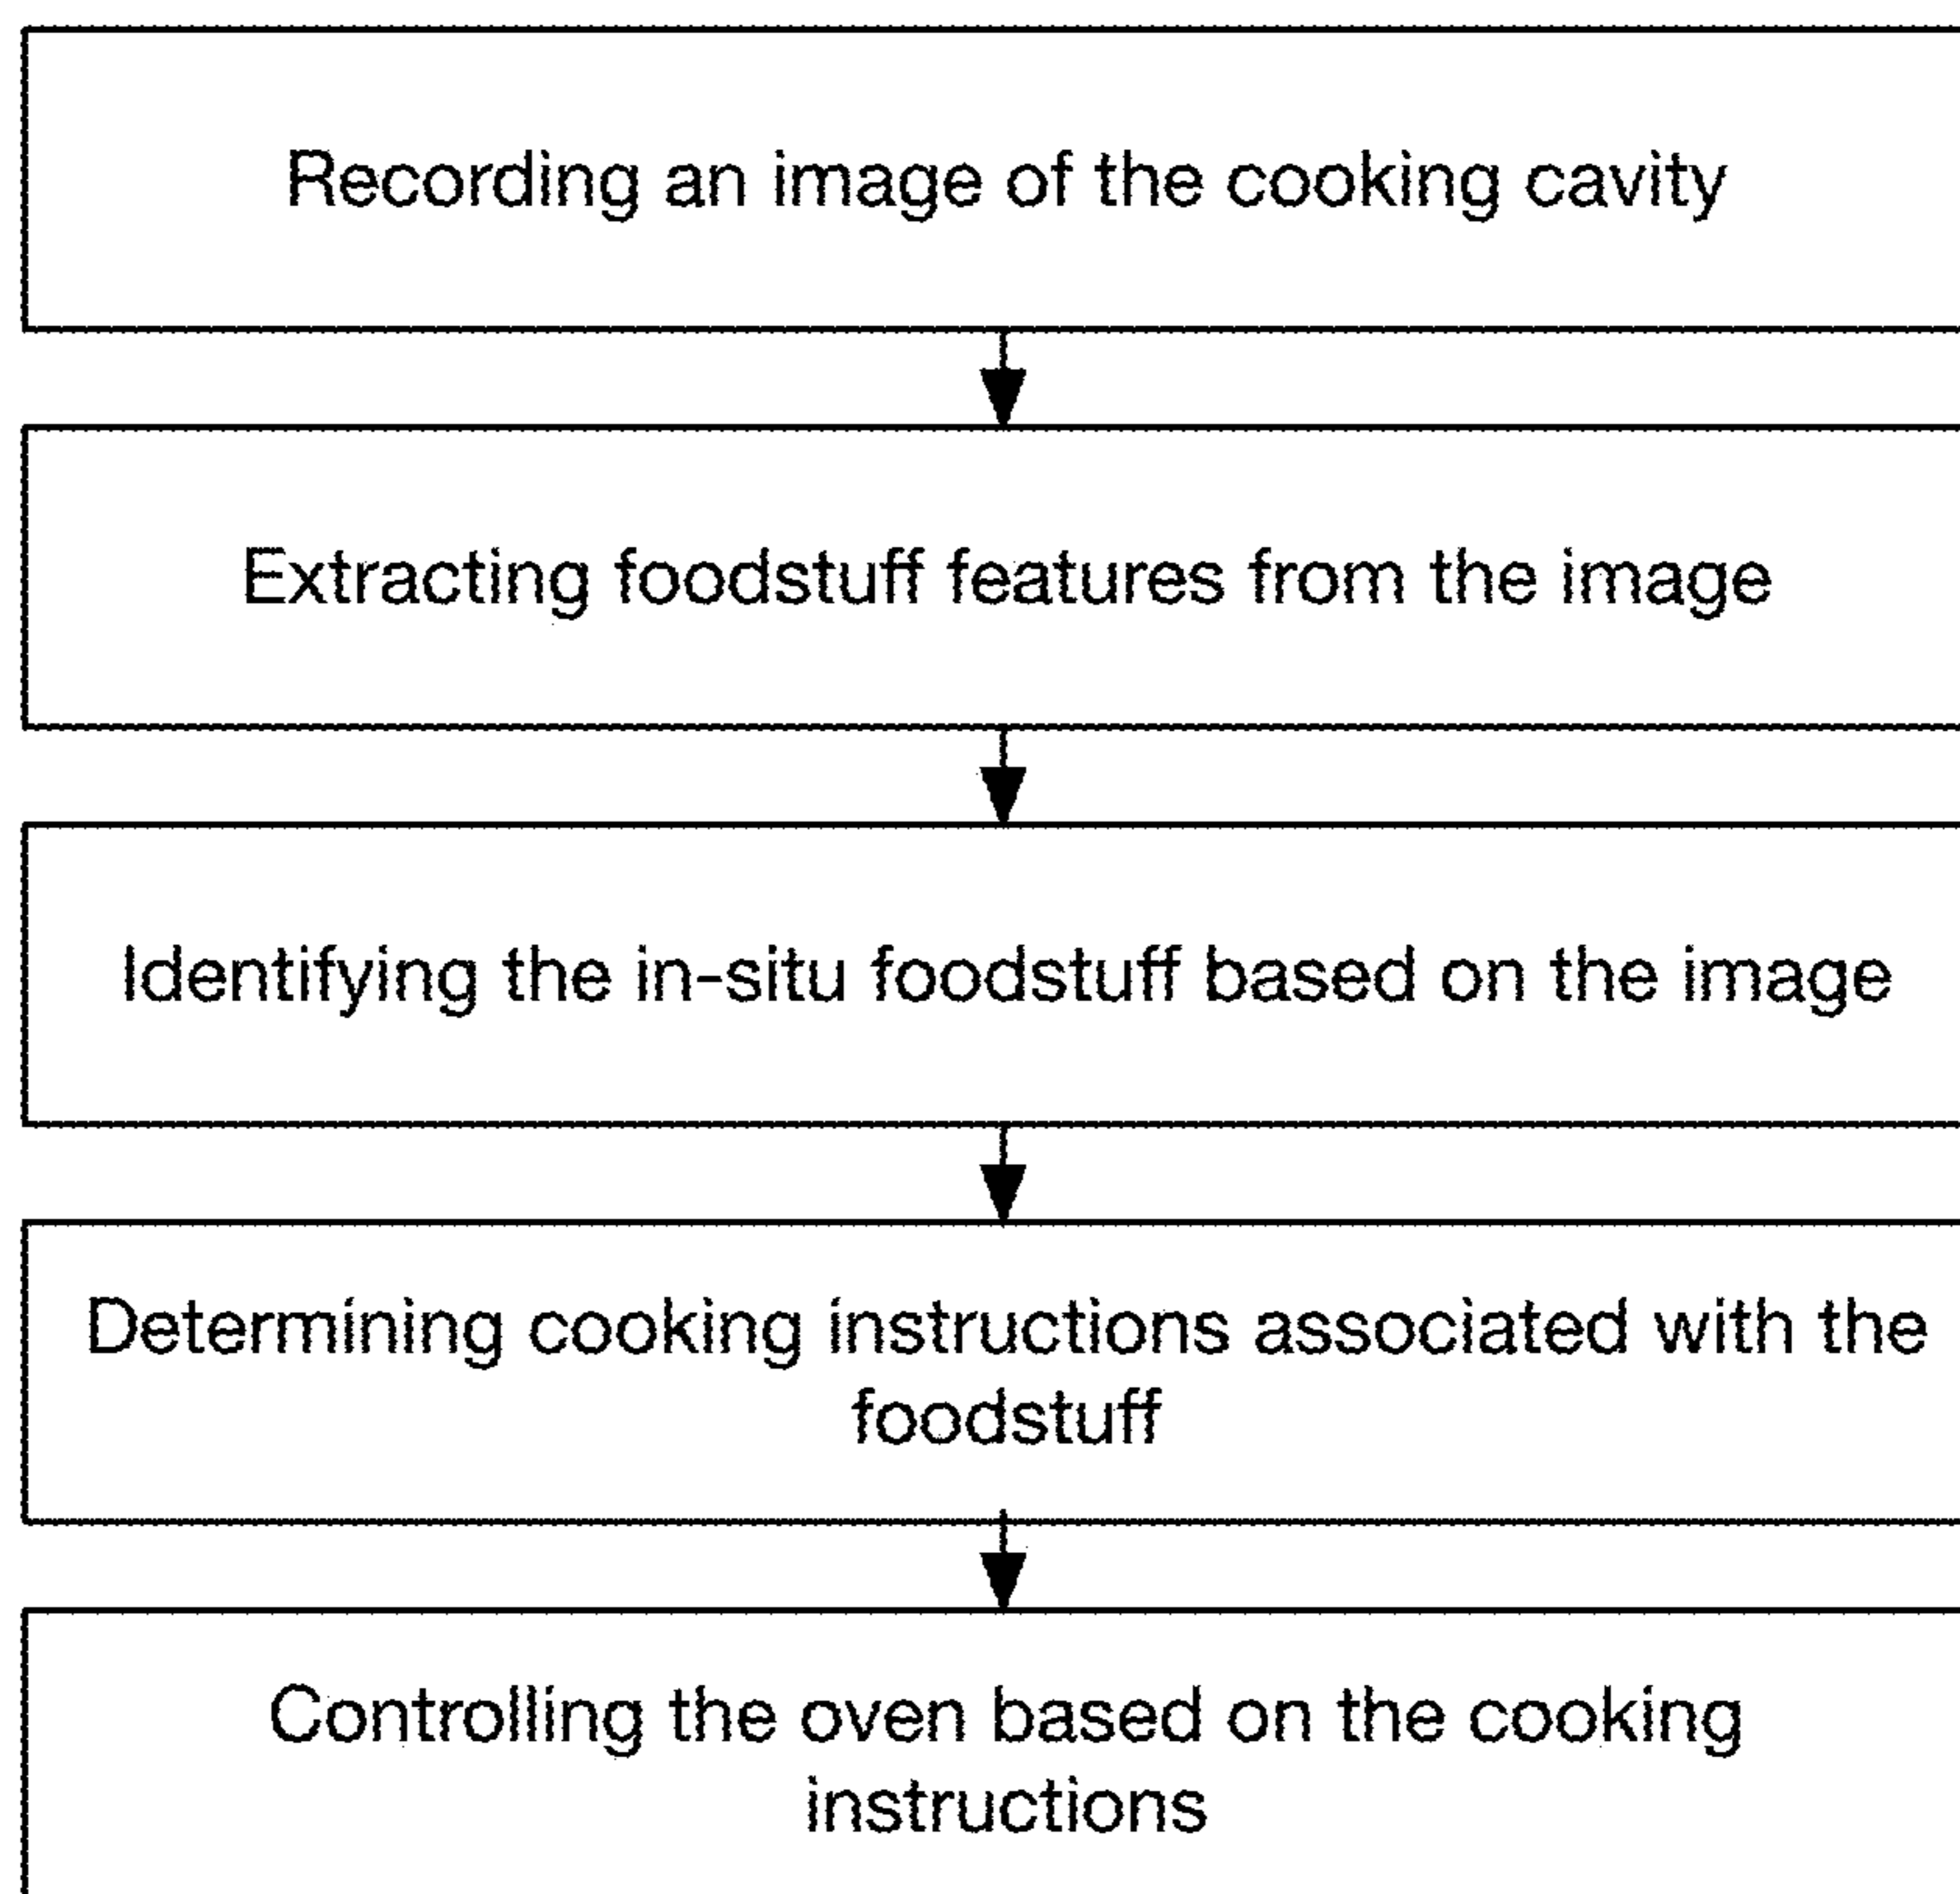 Recording an image of the cooking cavity
Extracting foodstuff features from the image
Identifying the in-situ foodstuff based on the image
Determining cooking instructions associated with the
foodstuff
Controlling the oven based on the cooking
instructions